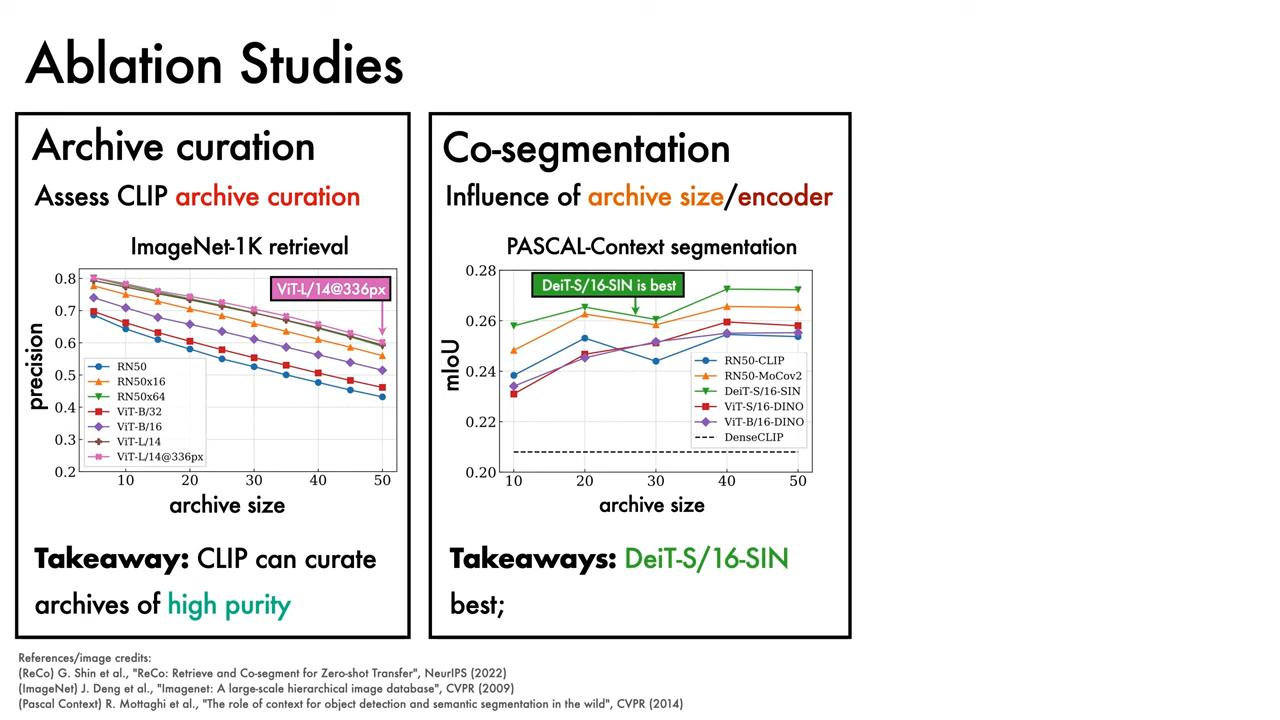 Ablation Studies
Archive curation
Assess CLIP archive curation
ImageNet-1K retrieval
ViT-L/14@336px
precision
0.8
0.7
0.6
0.5
0.4
0.3
0.2
RN50
RN50x16
RN50x64
ViT-B/32
ViT-B/16
ViT-L/14
ViT-L/14@336px
10 20 30 40 50
archive size
Takeaway: CLIP can curate
archives of high purity
Co-segmentation
Influence of archive size/encoder
PASCAL-Context segmentation
DeiT-S/16-SIN is best
mIoU
0.28
0.26
0.24
0.22
0.20
RN50-CLIP
RN50-MoCov2
DeiT-S/16-SIN
ViT-S/16-DINO
ViT-B/16-DINO
DenseCLIP
10 20 30 40 50
archive size
Takeaways: DeiT-S/16-SIN
best;
References/image credits:
(ReCo) G. Shin et al., "ReCo: Retrieve and Co-segment for Zero-shot Transfer", NeurIPS (2022)
(ImageNet) J. Deng et al., "Imagenet: A large-scale hierarchical image database", CVPR (2009)
(Pascal Context) R. Mottaghi et al., "The role of context for object detection and semantic segmentation in the wild", CVPR (2014)